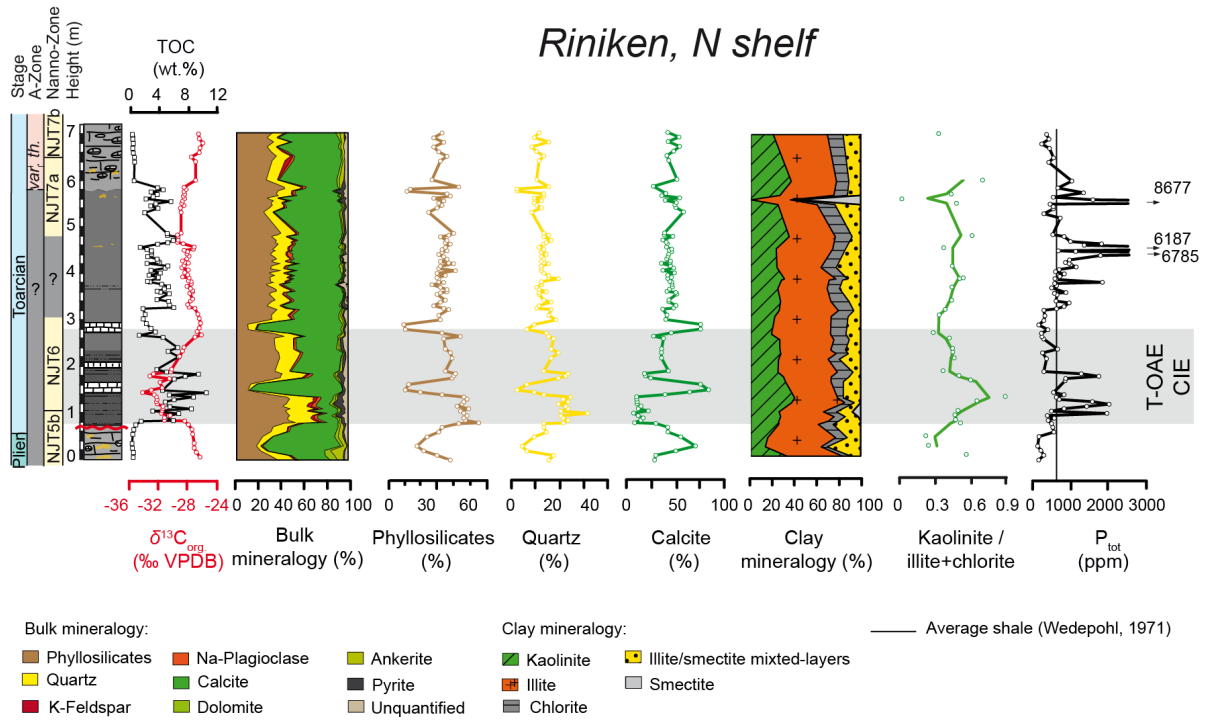 Riniken, N shelf
Stage
A-Zone
Nanno-Zone
Height (m)
TOC
(wt.%)
0 4 8 12
Plien
Toarcian
?
var. th.
NJT5b
NJT6
?
NJT7a
NJT7b
7
6
5
4
3
2
1
0
8677
6187
6785
T-OAE
CIE
-36 -32 -28 -24
δ13Corg.
(‰ VPDB)
0 20 40 60 80 100
Bulk
mineralogy (%)
0 30 60
Phyllosilicates
(%)
0 20 40
Quartz
(%)
0 50 100
Calcite
(%)
0 20 40 60 80 100
Clay
mineralogy (%)
0 0.3 0.6 0.9
Kaolinite /
illite+chlorite
0 1000 2000 3000
Ptot
(ppm)
Bulk mineralogy:
Phyllosilicates
Quartz
K-Feldspar
Na-Plagioclase
Calcite
Dolomite
Ankerite
Pyrite
Unquantified
Clay mineralogy:
Kaolinite
Illite
Chlorite
Illite/smectite mixed-layers
Smectite
Average shale (Wedepohl, 1971)